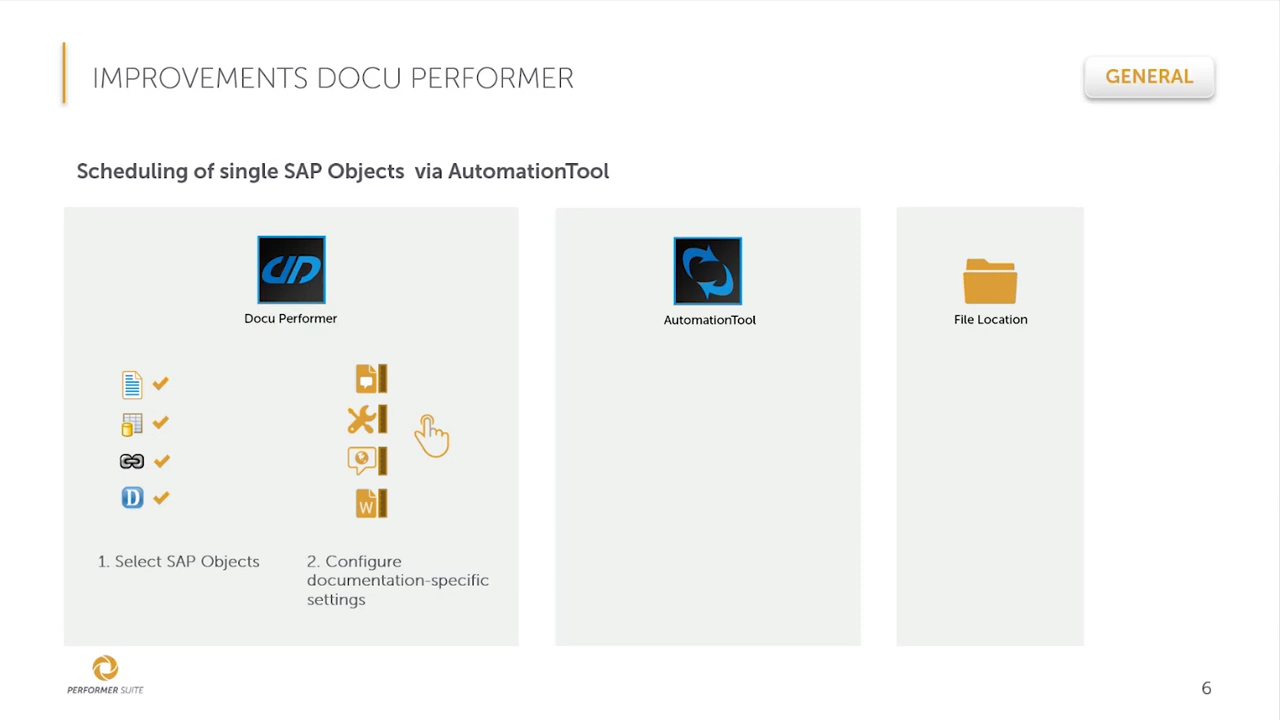 IMPROVEMENTS DOCU PERFORMER
GENERAL
Scheduling of single SAP Objects  via AutomationTool
Docu Performer
AutomationTool
File Location
D
W
1. Select SAP Objects
2. Configure
documentation-specific
settings
PERFORMER SUITE
6